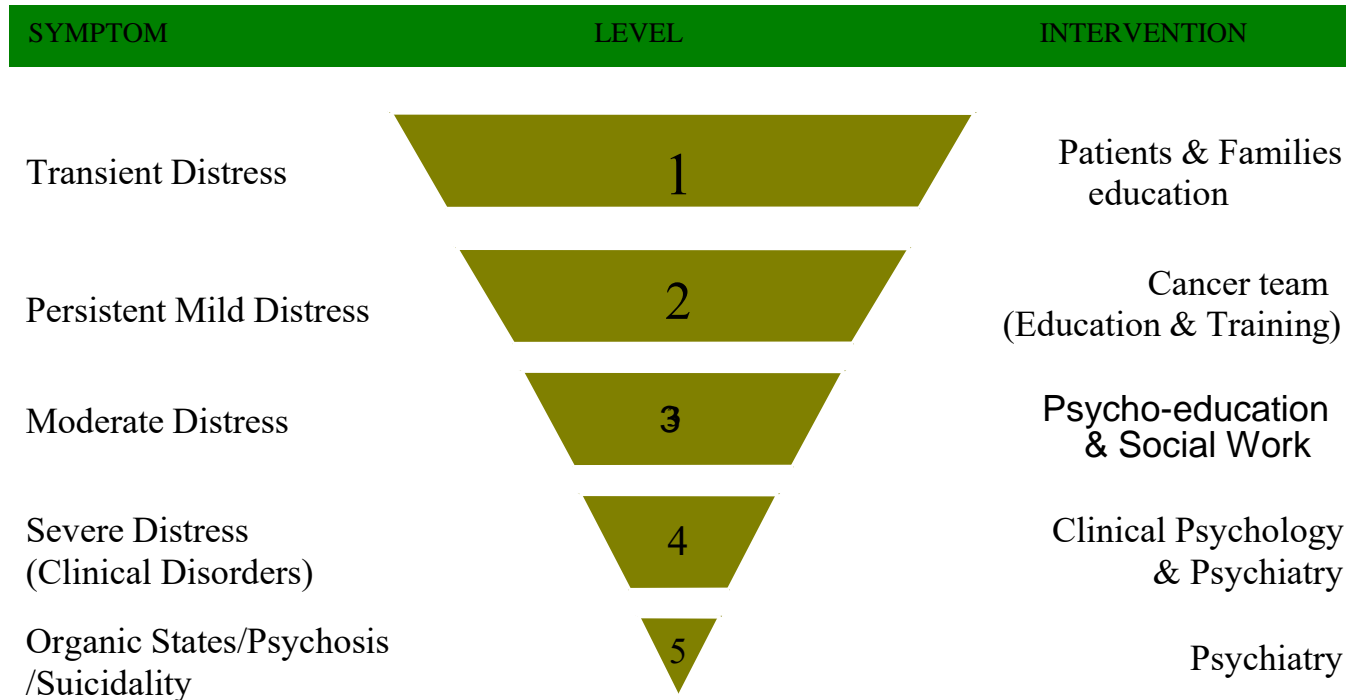 SYMPTOM LEVEL INTERVENTION
Transient Distress 1 Patients & Families
education
Persistent Mild Distress 2 Cancer team
(Education & Training)
Moderate Distress 3 Psycho-education
& Social Work
Severe Distress 4 Clinical Psychology
(Clinical Disorders) & Psychiatry
Organic States/Psychosis 5 Psychiatry
/Suicidality